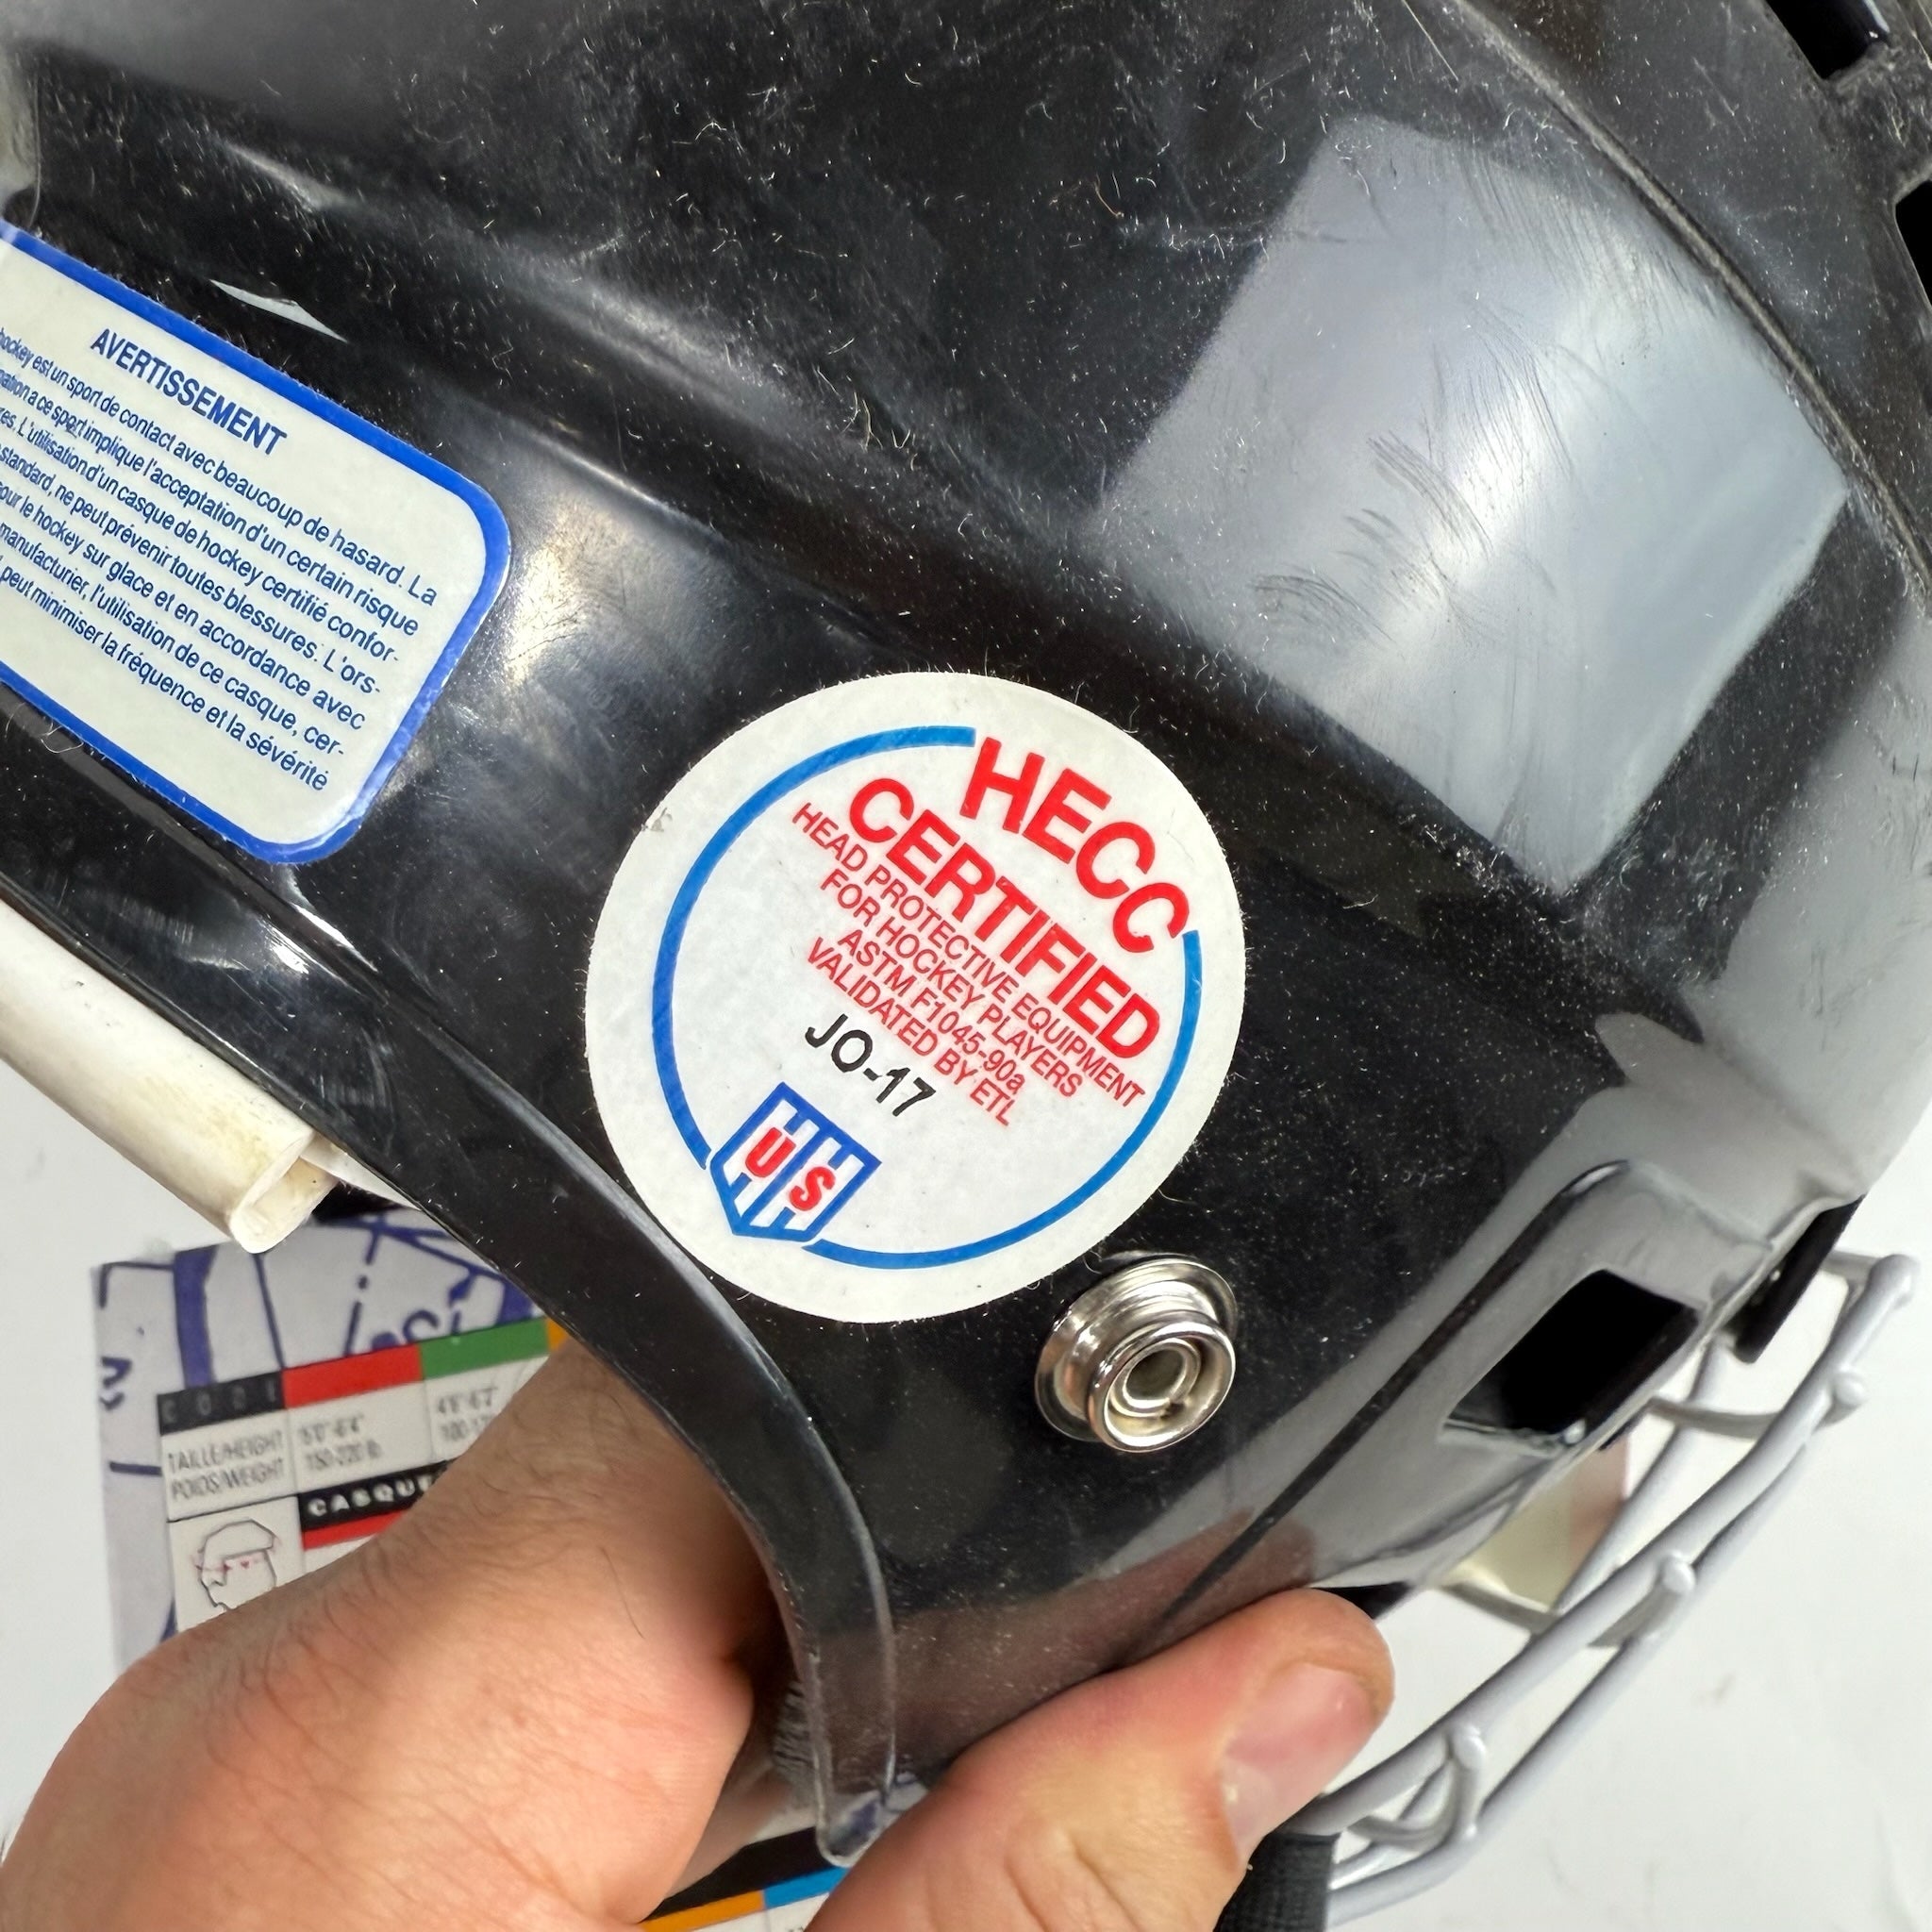 AVERTISSEMENT
hockey est un sport de contact avec beaucoup de hasard. La
a ce sport implique l'acceptation d'un certain risque
L'utilisation d'un casque de hockey certifié confor-
standard, ne peut prévenir toutes blessures. L'ors-
our le hockey sur glace et en accordance avec
manufacturier, l'utilisation de ce casque, cer-
peut minimiser la fréquence et la sévérité
HECC
CERTIFIED
HEAD PROTECTIVE EQUIPMENT
FOR HOCKEY PLAYERS
ASTM F1045-90a
VALIDATED BY ETL
JO-17
US
CODE
TAILLE/HEIGHT
POIDS/WEIGHT
CASQUE